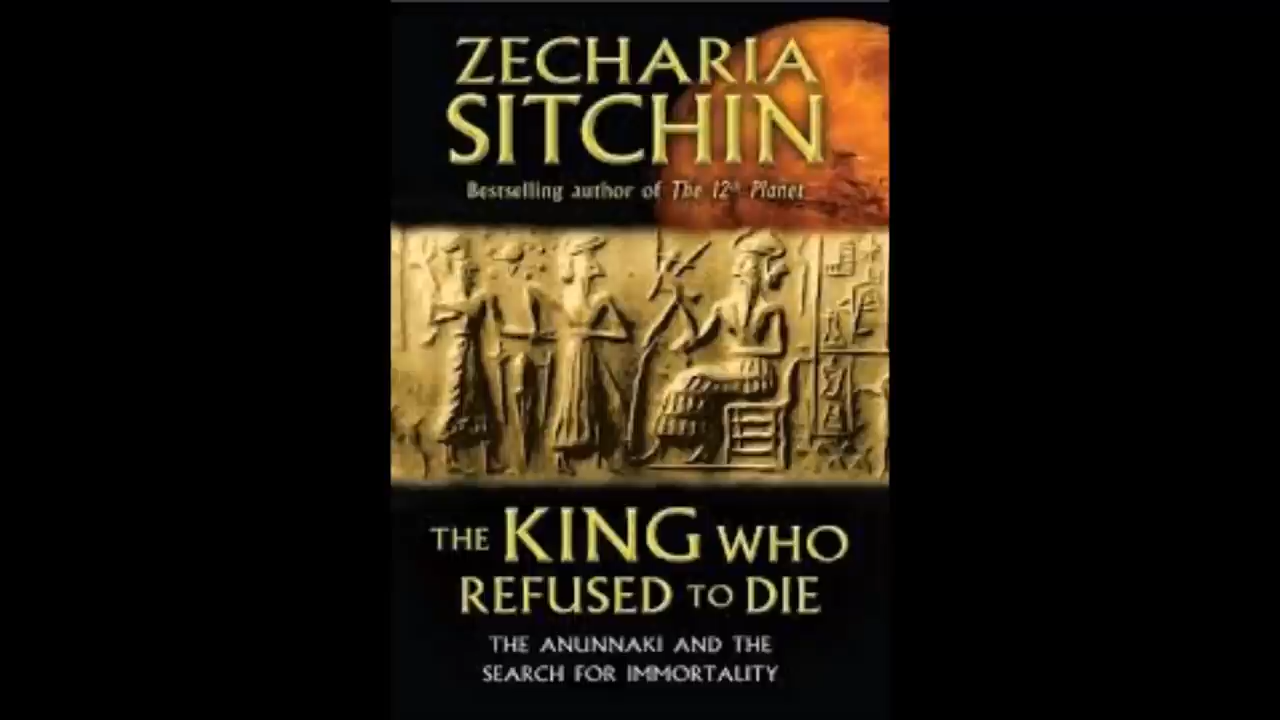 ZECHARIA
SITCHIN
Bestselling author of The 12th Planet
THE KING WHO
REFUSED TO DIE
THE ANUNNAKI AND THE
SEARCH FOR IMMORTALITY